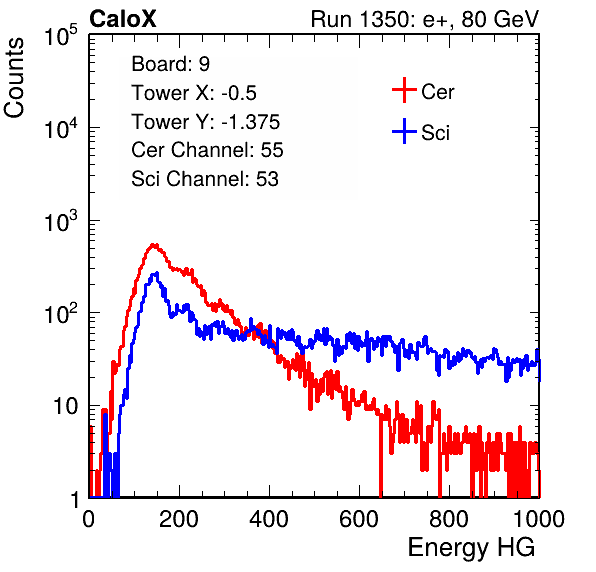 CaloX Run 1350: e+, 80 GeV
Counts
Board: 9
Tower X: -0.5
Tower Y: -1.375
Cer Channel: 55
Sci Channel: 53
Cer
Sci
10^5
10^4
10^3
10^2
10
1
0 200 400 600 800 1000
Energy HG